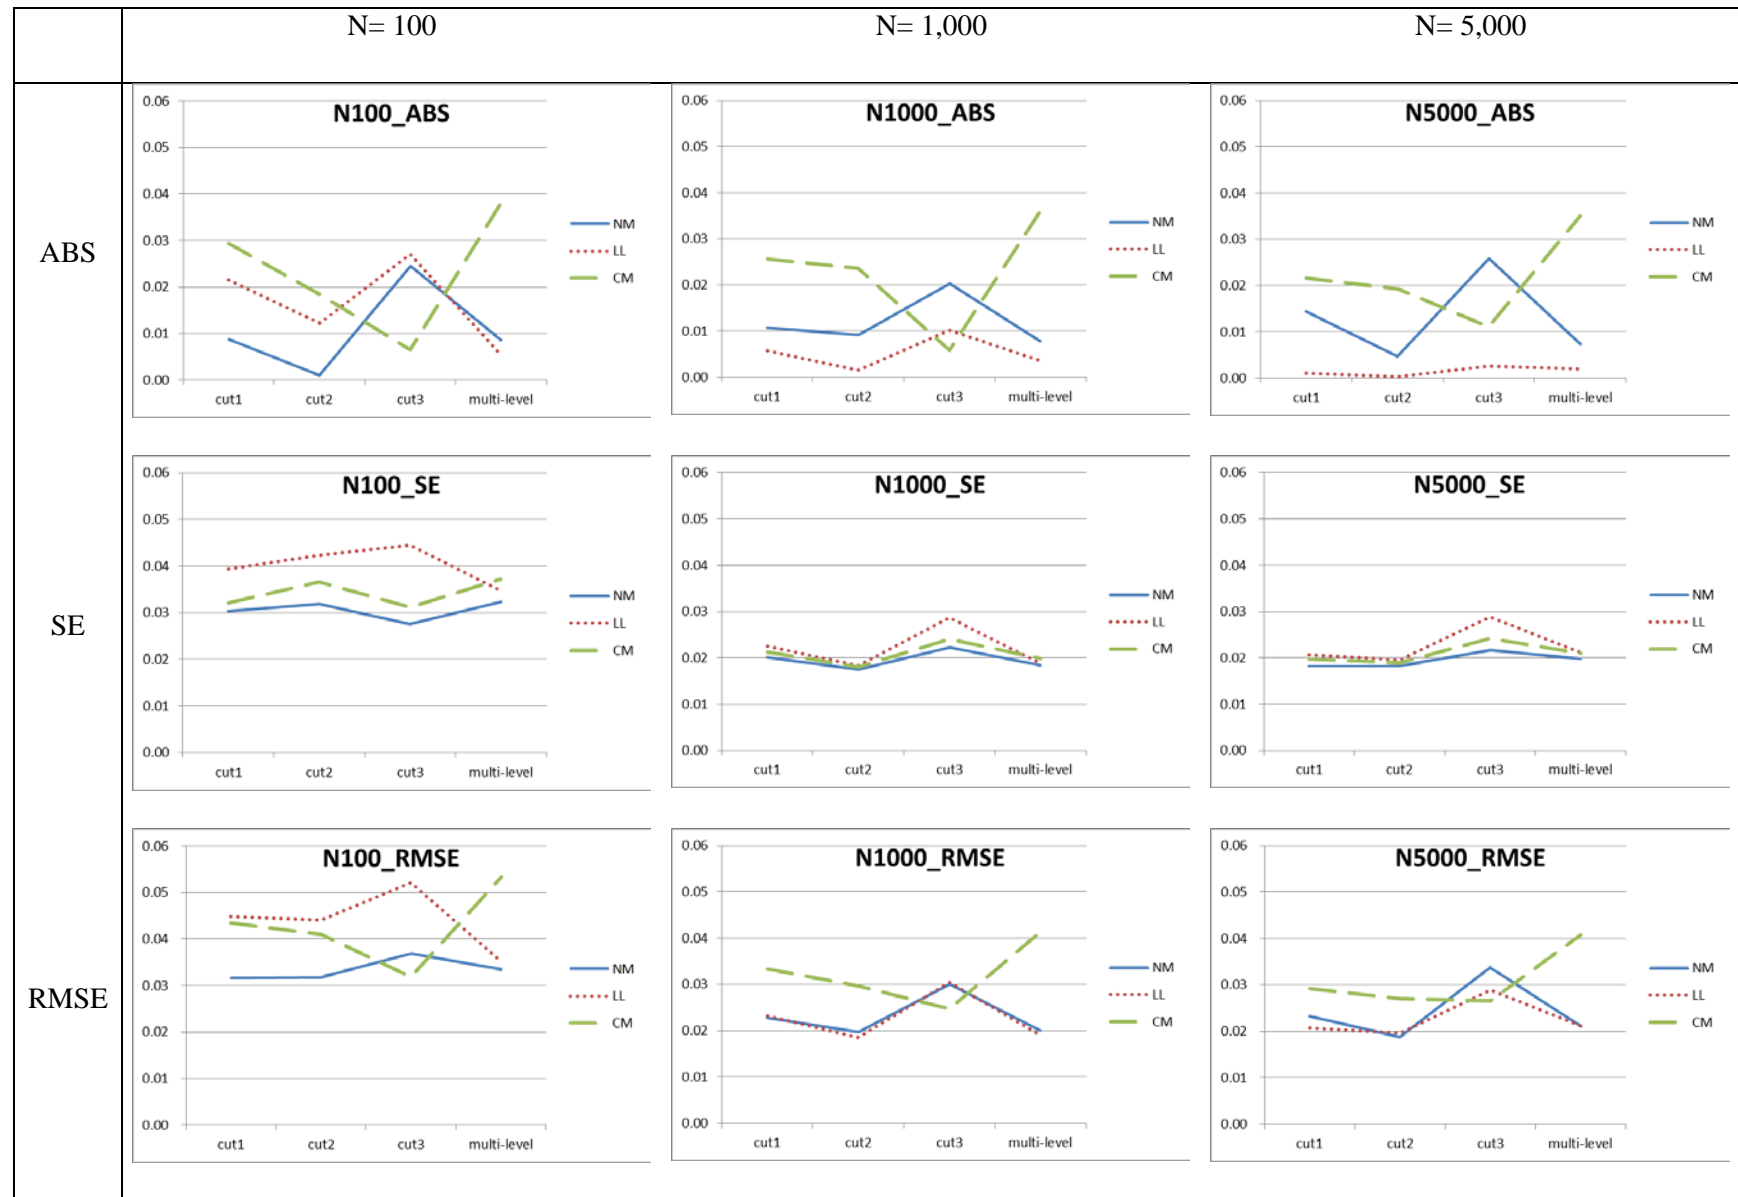 N= 100
N= 1,000
N= 5,000
ABS
N100_ABS
0.06
0.05
0.04
0.03
0.02
0.01
0.00
cut1 cut2 cut3 multi-level
NM
LL
CM
N1000_ABS
0.06
0.05
0.04
0.03
0.02
0.01
0.00
cut1 cut2 cut3 multi-level
NM
LL
CM
N5000_ABS
0.06
0.05
0.04
0.03
0.02
0.01
0.00
cut1 cut2 cut3 multi-level
NM
LL
CM
SE
N100_SE
0.06
0.05
0.04
0.03
0.02
0.01
0.00
cut1 cut2 cut3 multi-level
NM
LL
CM
N1000_SE
0.06
0.05
0.04
0.03
0.02
0.01
0.00
cut1 cut2 cut3 multi-level
NM
LL
CM
N5000_SE
0.06
0.05
0.04
0.03
0.02
0.01
0.00
cut1 cut2 cut3 multi-level
NM
LL
CM
RMSE
N100_RMSE
0.06
0.05
0.04
0.03
0.02
0.01
0.00
cut1 cut2 cut3 multi-level
NM
LL
CM
N1000_RMSE
0.06
0.05
0.04
0.03
0.02
0.01
0.00
cut1 cut2 cut3 multi-level
NM
LL
CM
N5000_RMSE
0.06
0.05
0.04
0.03
0.02
0.01
0.00
cut1 cut2 cut3 multi-level
NM
LL
CM